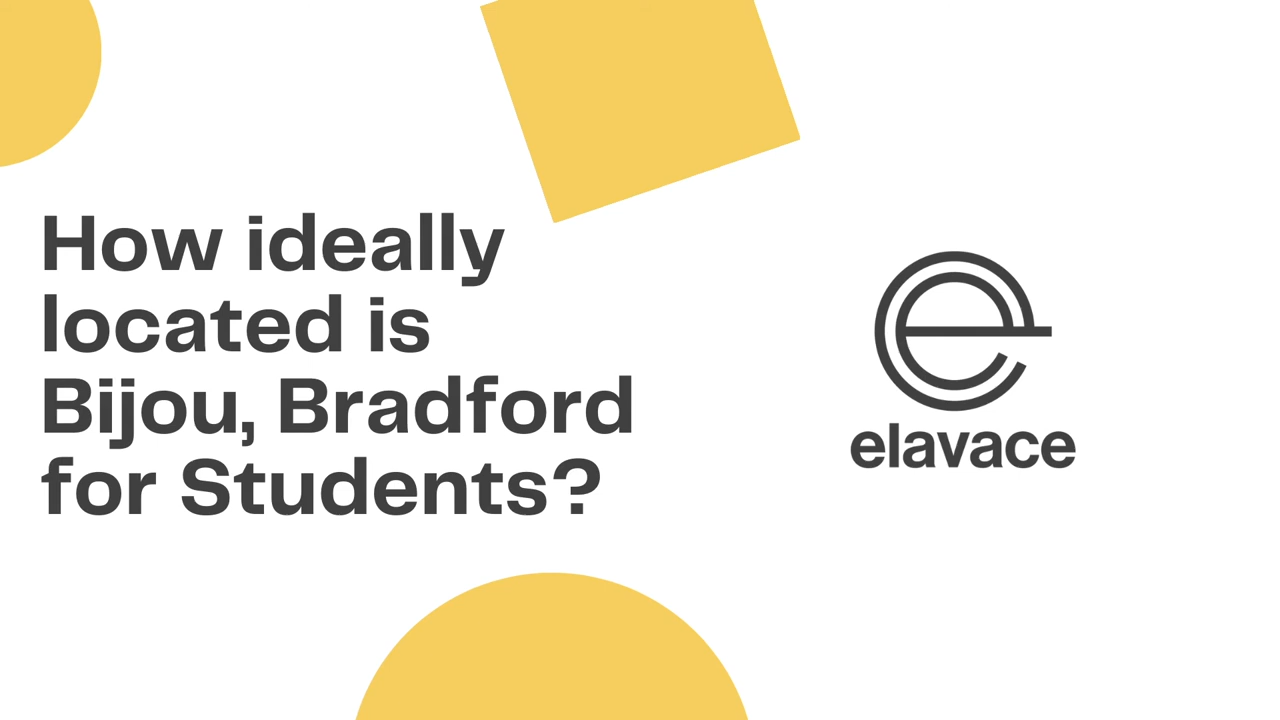 How ideally
located is
Bijou, Bradford
for Students?
elavace